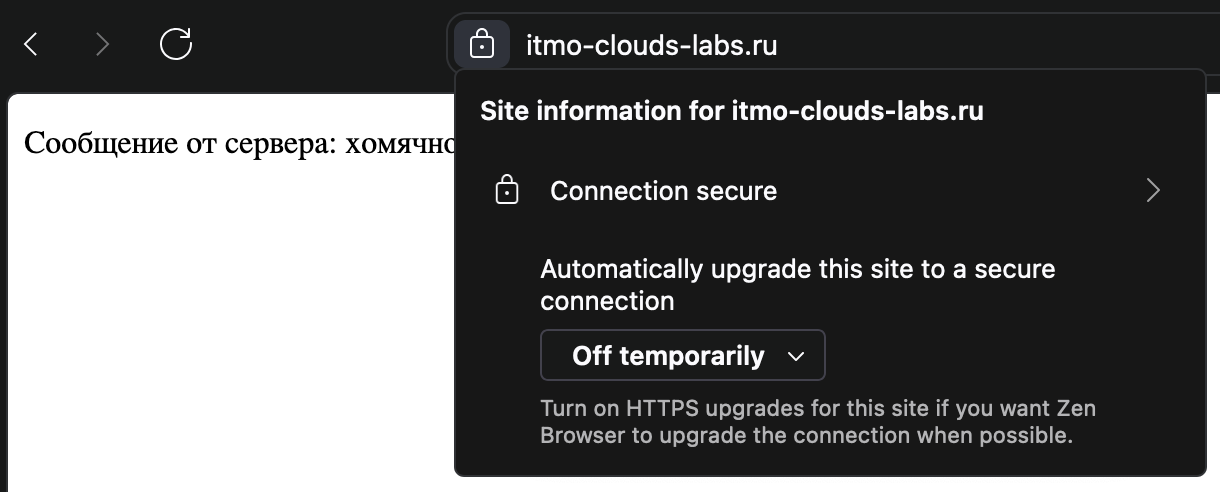 itmo-clouds-labs.ru
Site information for itmo-clouds-labs.ru
Сообщение от сервера:
Connection secure
Automatically upgrade this site to a secure
connection
Off temporarily
Turn on HTTPS upgrades for this site if you want Zen
Browser to upgrade the connection when possible.